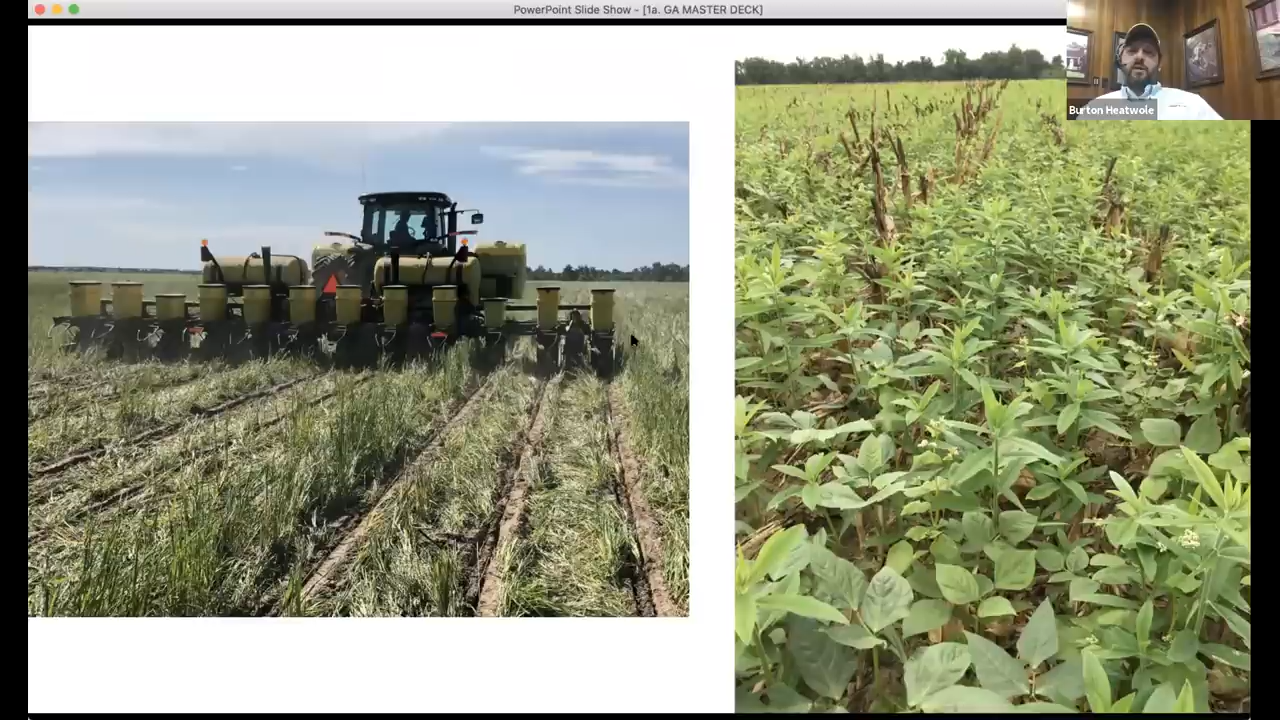 PowerPoint Slide Show - [1a. GA MASTER DECK]
Burton Heatwole